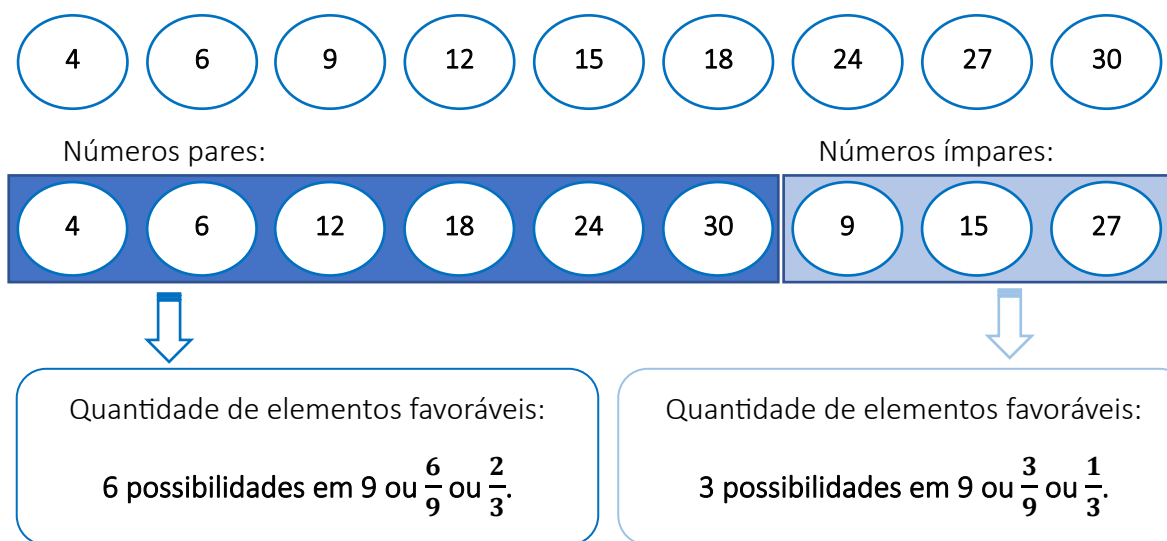 4 6 9 12 15 18 24 27 30
Números pares: Números ímpares:
4 6 12 18 24 30 9 15 27
Quantidade de elementos favoráveis:
6 possibilidades em 9 ou 6/9 ou 2/3.
Quantidade de elementos favoráveis:
3 possibilidades em 9 ou 3/9 ou 1/3.